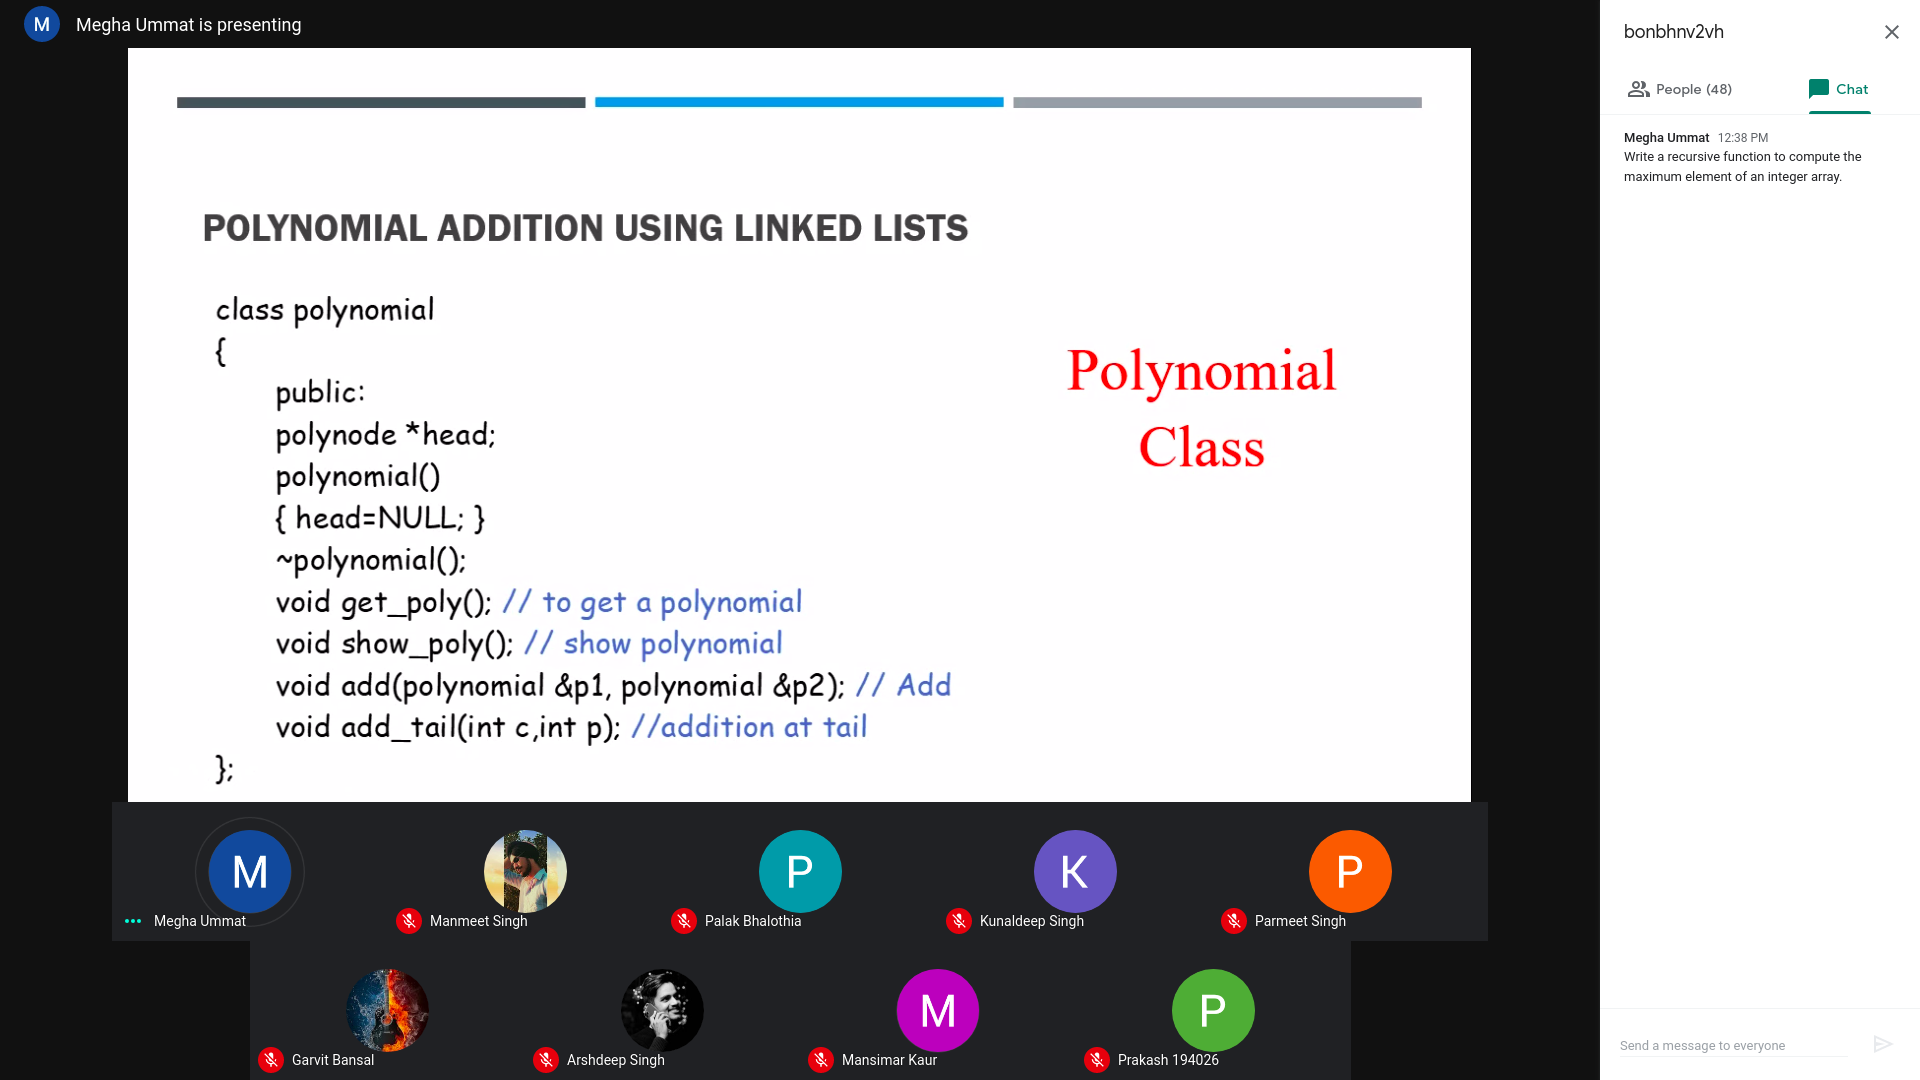 M
Megha Ummat is presenting
POLYNOMIAL ADDITION USING LINKED LISTS
class polynomial
{
public:
polynode *head;
polynomial()
{ head=NULL; }
~polynomial();
void get_poly(); // to get a polynomial
void show_poly(); // show polynomial
void add(polynomial &p1, polynomial &p2); // Add
void add_tail(int c,int p); //addition at tail
};
Polynomial
Class
M
Megha Ummat
Manmeet Singh
P
Palak Bhalothia
K
Kunaldeep Singh
P
Parmeet Singh
Garvit Bansal
Arshdeep Singh
M
Mansimar Kaur
P
Prakash 194026
bonbhnv2vh
People (48)
Chat
Megha Ummat 12:38 PM
Write a recursive function to compute the
maximum element of an integer array.
Send a message to everyone